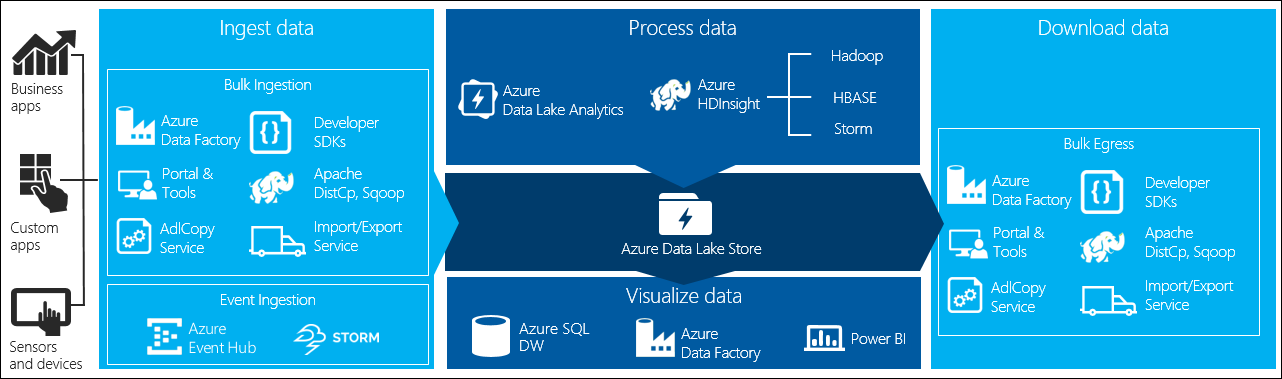 Business
apps
Custom
apps
Sensors
and devices
Ingest data
Bulk Ingestion
Azure
Data Factory
Developer
SDKs
Portal &
Tools
Apache
DistCp, Sqoop
AdlCopy
Service
Import/Export
Service
Event Ingestion
Azure
Event Hub
STORM
Process data
Azure
Data Lake Analytics
Azure
HDInsight
Hadoop
HBASE
Storm
Azure Data Lake Store
Visualize data
Azure SQL
DW
Azure
Data Factory
Power BI
Download data
Bulk Egress
Azure
Data Factory
Developer
SDKs
Portal &
Tools
Apache
DistCp, Sqoop
AdlCopy
Service
Import/Export
Service